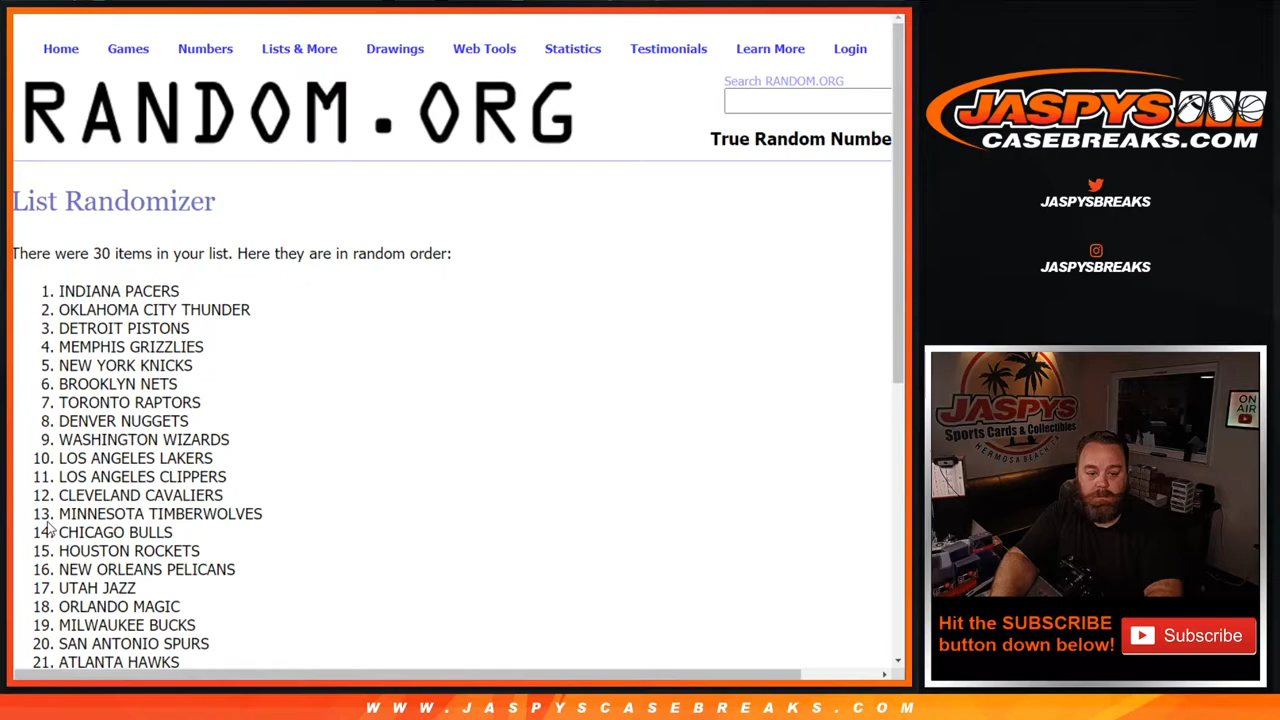 Home Games Numbers Lists & More Drawings Web Tools Statistics Testimonials Learn More Login
RANDOM.ORG
Search RANDOM.ORG
True Random Numbe
List Randomizer
There were 30 items in your list. Here they are in random order:
1. INDIANA PACERS
2. OKLAHOMA CITY THUNDER
3. DETROIT PISTONS
4. MEMPHIS GRIZZLIES
5. NEW YORK KNICKS
6. BROOKLYN NETS
7. TORONTO RAPTORS
8. DENVER NUGGETS
9. WASHINGTON WIZARDS
10. LOS ANGELES LAKERS
11. LOS ANGELES CLIPPERS
12. CLEVELAND CAVALIERS
13. MINNESOTA TIMBERWOLVES
14. CHICAGO BULLS
15. HOUSTON ROCKETS
16. NEW ORLEANS PELICANS
17. UTAH JAZZ
18. ORLANDO MAGIC
19. MILWAUKEE BUCKS
20. SAN ANTONIO SPURS
21. ATLANTA HAWKS
JASPYS
CASEBREAKS.COM
JASPYSBREAKS
JASPYSBREAKS
JASPYS
Sports Cards & Collectibles
HERMOSA BEACH, CA
ON
AIR
Hit the SUBSCRIBE
button down below!
Subscribe
WWW.JASPYSCASEBREAKS.COM